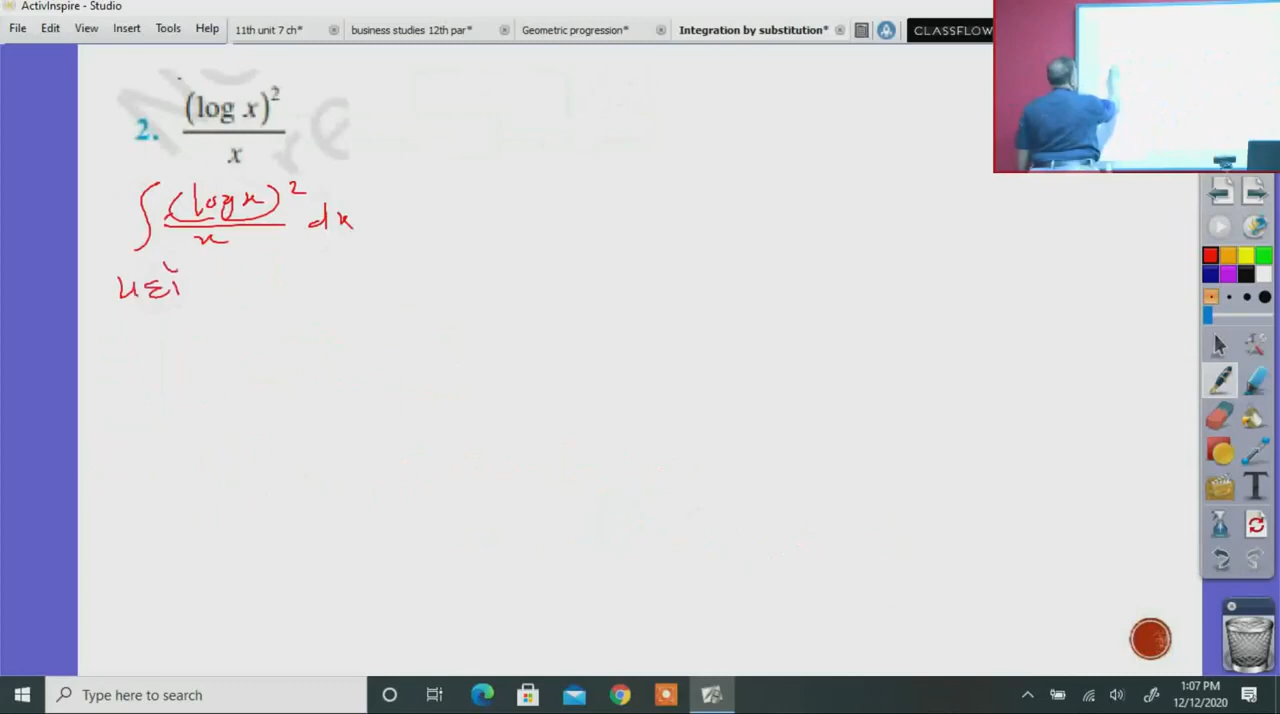 ActivInspire - Studio
File Edit View Insert Tools Help
11th unit 7 ch* business studies 12th par* Geometric progression* Integration by substitution* CLASSFLOW
2. (log x)²
x
∫ (log x)² dx
x
Type here to search
1:07 PM
12/12/2020